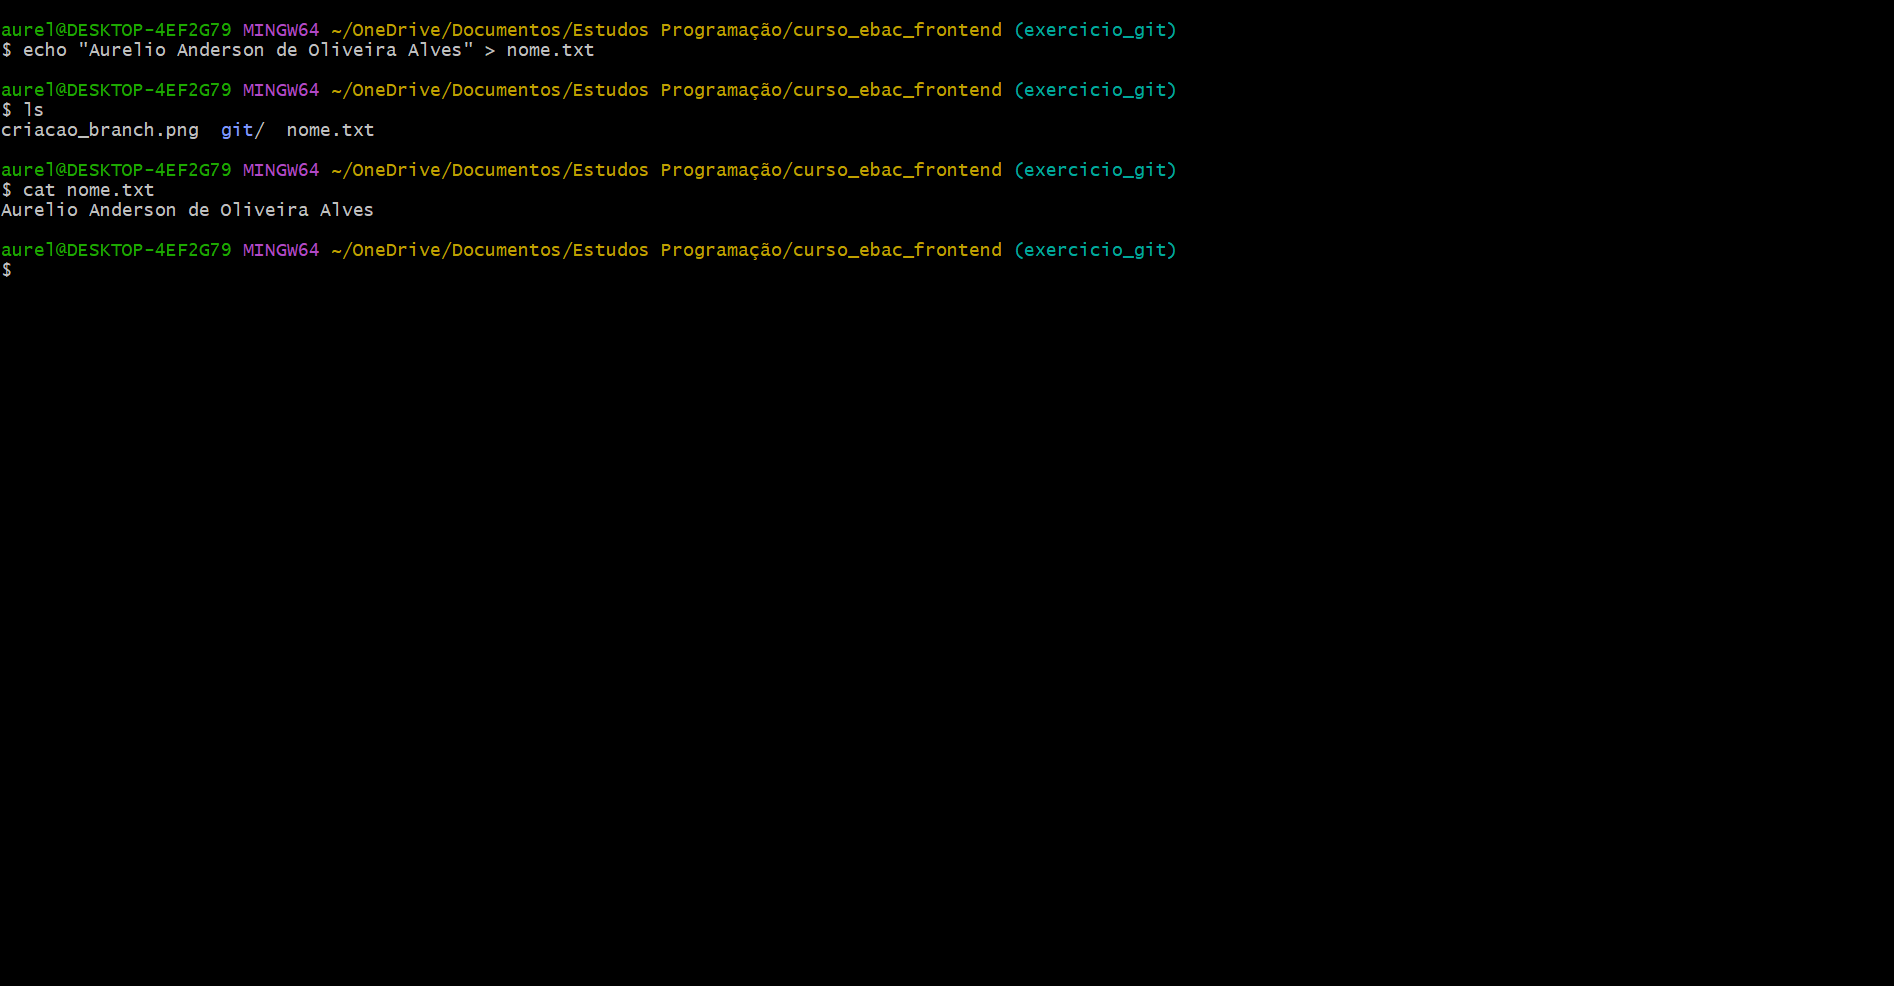 aurel@DESKTOP-4EF2G79 MINGW64 ~/OneDrive/Documentos/Estudos Programação/curso_ebac_frontend (exercicio_git)
$ echo "Aurelio Anderson de Oliveira Alves" > nome.txt
aurel@DESKTOP-4EF2G79 MINGW64 ~/OneDrive/Documentos/Estudos Programação/curso_ebac_frontend (exercicio_git)
$ ls
criacao_branch.png  git/  nome.txt
aurel@DESKTOP-4EF2G79 MINGW64 ~/OneDrive/Documentos/Estudos Programação/curso_ebac_frontend (exercicio_git)
$ cat nome.txt
Aurelio Anderson de Oliveira Alves
aurel@DESKTOP-4EF2G79 MINGW64 ~/OneDrive/Documentos/Estudos Programação/curso_ebac_frontend (exercicio_git)
$